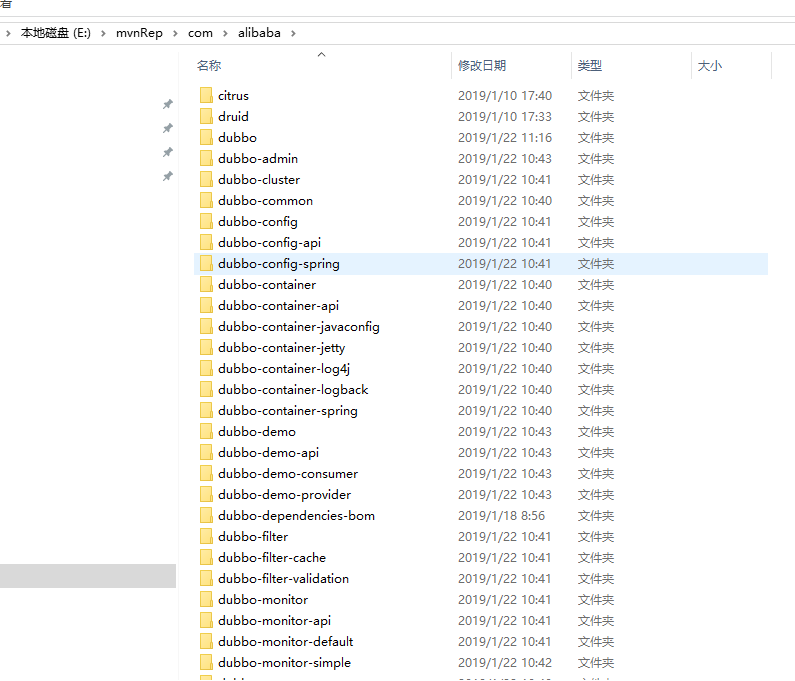 看
本地磁盘 (E:) > mvnRep > com > alibaba >
名称 修改日期 类型 大小
citrus 2019/1/10 17:40 文件夹
druid 2019/1/10 17:33 文件夹
dubbo 2019/1/22 11:16 文件夹
dubbo-admin 2019/1/22 10:43 文件夹
dubbo-cluster 2019/1/22 10:41 文件夹
dubbo-common 2019/1/22 10:40 文件夹
dubbo-config 2019/1/22 10:41 文件夹
dubbo-config-api 2019/1/22 10:41 文件夹
dubbo-config-spring 2019/1/22 10:41 文件夹
dubbo-container 2019/1/22 10:40 文件夹
dubbo-container-api 2019/1/22 10:40 文件夹
dubbo-container-javaconfig 2019/1/22 10:40 文件夹
dubbo-container-jetty 2019/1/22 10:40 文件夹
dubbo-container-log4j 2019/1/22 10:40 文件夹
dubbo-container-logback 2019/1/22 10:40 文件夹
dubbo-container-spring 2019/1/22 10:40 文件夹
dubbo-demo 2019/1/22 10:43 文件夹
dubbo-demo-api 2019/1/22 10:43 文件夹
dubbo-demo-consumer 2019/1/22 10:43 文件夹
dubbo-demo-provider 2019/1/22 10:43 文件夹
dubbo-dependencies-bom 2019/1/18 8:56 文件夹
dubbo-filter 2019/1/22 10:41 文件夹
dubbo-filter-cache 2019/1/22 10:41 文件夹
dubbo-filter-validation 2019/1/22 10:41 文件夹
dubbo-monitor 2019/1/22 10:41 文件夹
dubbo-monitor-api 2019/1/22 10:41 文件夹
dubbo-monitor-default 2019/1/22 10:41 文件夹
dubbo-monitor-simple 2019/1/22 10:42 文件夹